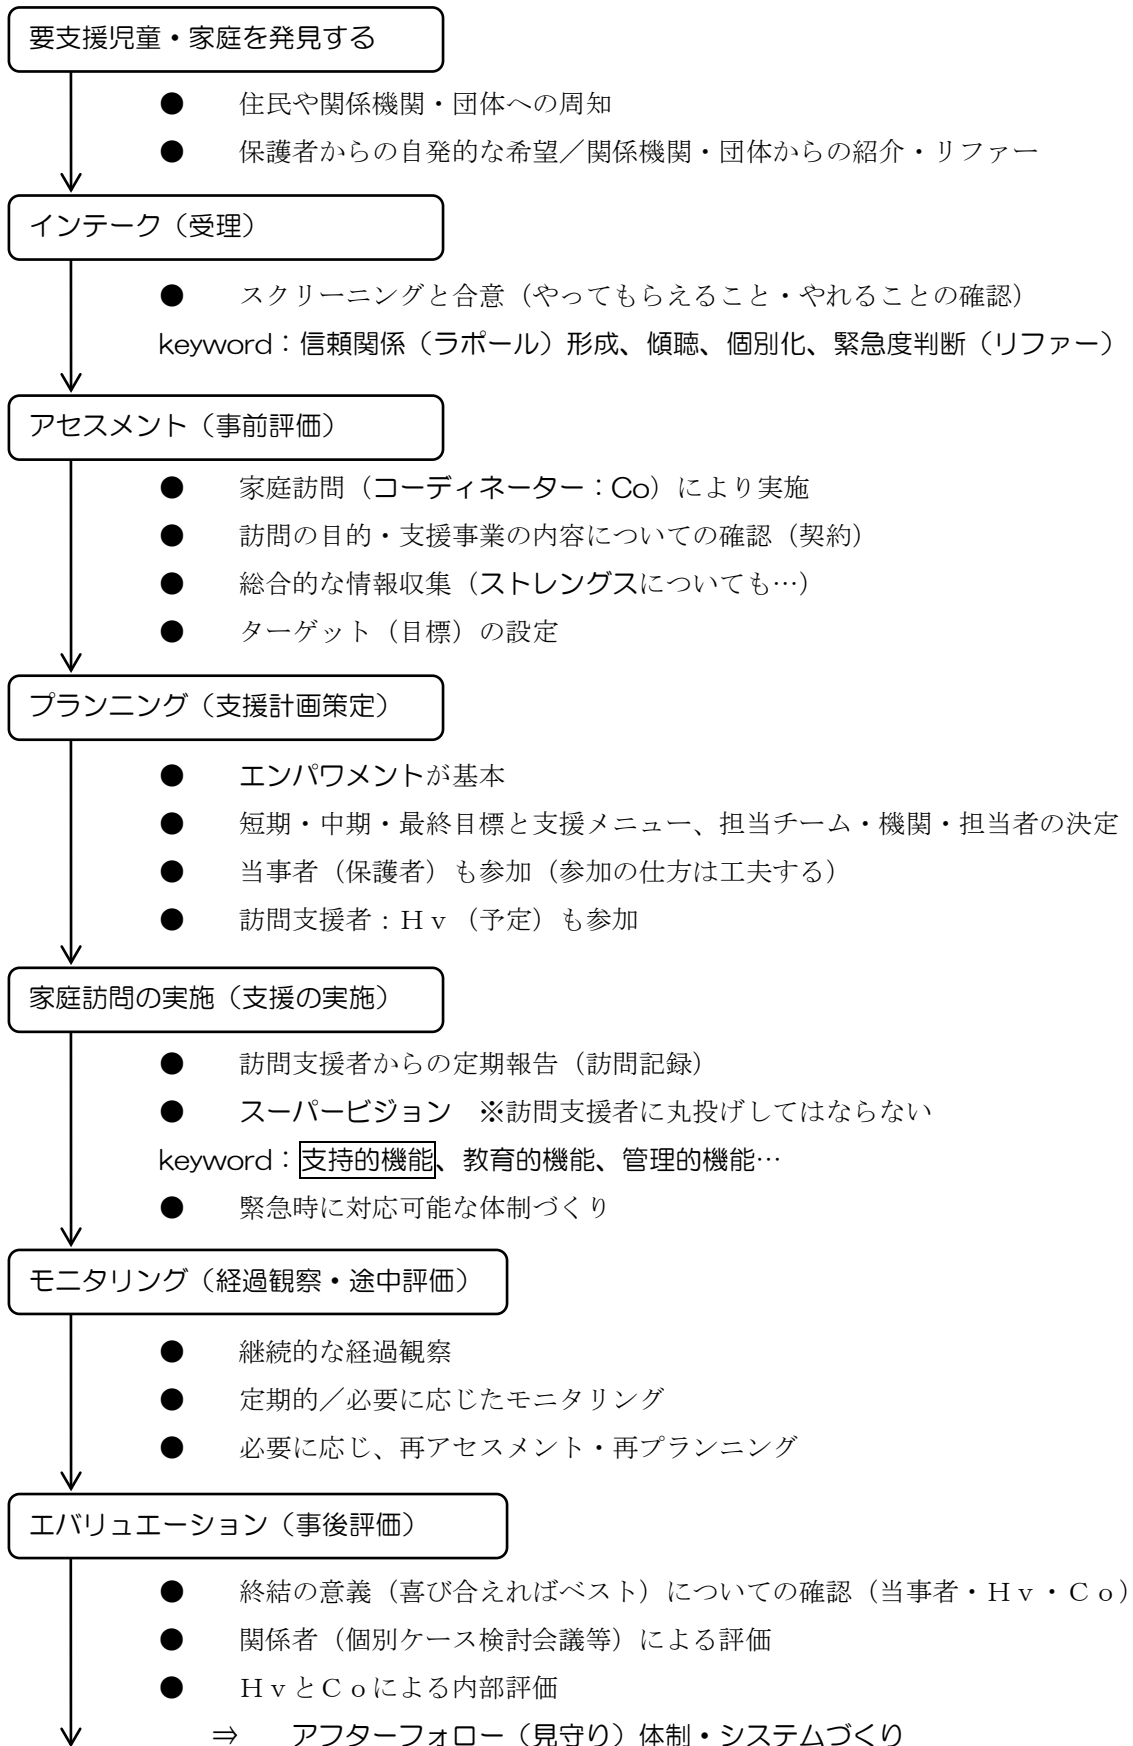 要支援児童・家庭を発見する
● 住民や関係機関・団体への周知
● 保護者からの自発的な希望／関係機関・団体からの紹介・リファー
インテーク（受理）
● スクリーニングと合意（やってもらえること・やれることの確認）
keyword：信頼関係（ラポール）形成、傾聴、個別化、緊急度判断（リファー）
アセスメント（事前評価）
● 家庭訪問（コーディネーター：Co）により実施
● 訪問の目的・支援事業の内容についての確認（契約）
● 総合的な情報収集（ストレングスについても…）
● ターゲット（目標）の設定
プランニング（支援計画策定）
● エンパワメントが基本
● 短期・中期・最終目標と支援メニュー、担当チーム・機関・担当者の決定
● 当事者（保護者）も参加（参加の仕方は工夫する）
● 訪問支援者：Ｈｖ（予定）も参加
家庭訪問の実施（支援の実施）
● 訪問支援者からの定期報告（訪問記録）
● スーパービジョン　※訪問支援者に丸投げしてはならない
keyword：支持的機能、教育的機能、管理的機能…
● 緊急時に対応可能な体制づくり
モニタリング（経過観察・途中評価）
● 継続的な経過観察
● 定期的／必要に応じたモニタリング
● 必要に応じ、再アセスメント・再プランニング
エバリュエーション（事後評価）
● 終結の意義（喜び合えればベスト）についての確認（当事者・Ｈｖ・Ｃｏ）
● 関係者（個別ケース検討会議等）による評価
● ＨｖとＣｏによる内部評価
⇒ アフターフォロー（見守り）体制・システムづくり